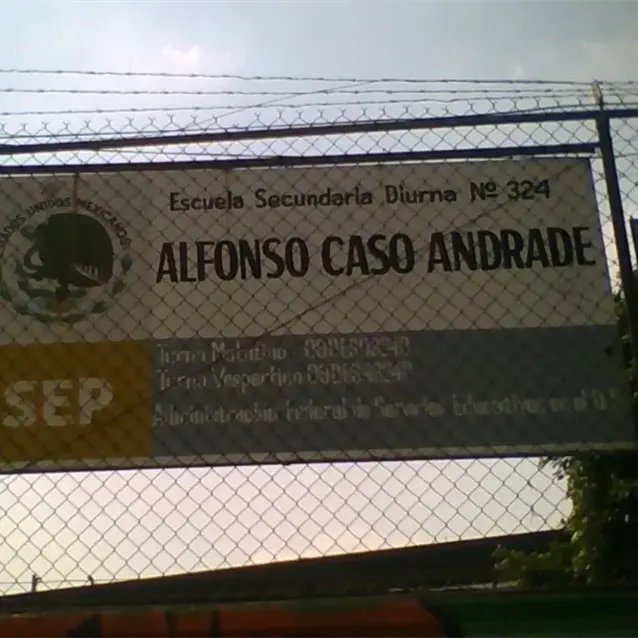 ESTADOS UNIDOS MEXICANOS
Escuela Secundaria Diurna Nº 324
ALFONSO CASO ANDRADE
SEP
Turno Matutino
Turno Vespertino
Administración Federal de Servicios Educativos en el D.F.